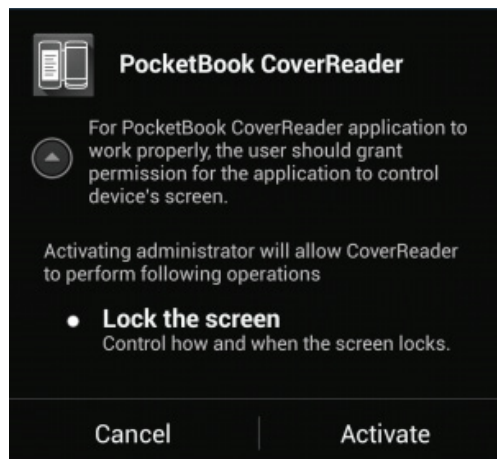 PocketBook CoverReader
For PocketBook CoverReader application to
work properly, the user should grant
permission for the application to control
device's screen.
Activating administrator will allow CoverReader
to perform following operations
Lock the screen
Control how and when the screen locks.
Cancel
Activate